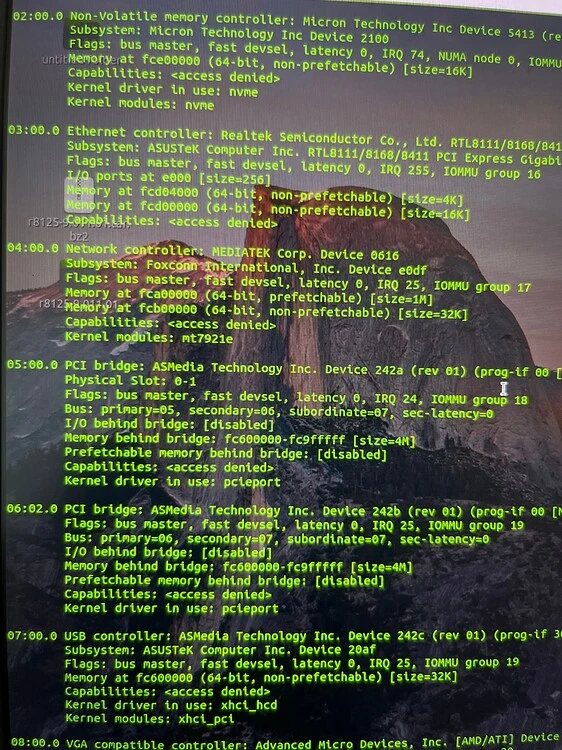 02:00.0 Non-Volatile memory controller: Micron Technology Inc Device 5413 (re
Subsystem: Micron Technology Inc Device 2100
Flags: bus master, fast devsel, latency 0, IRQ 74, NUMA node 0, IOMMU
Memory at fce00000 (64-bit, non-prefetchable) [size=16K]
Capabilities: <access denied>
Kernel driver in use: nvme
Kernel modules: nvme
03:00.0 Ethernet controller: Realtek Semiconductor Co., Ltd. RTL8111/8168/841
Subsystem: ASUSTeK Computer Inc. RTL8111/8168/8411 PCI Express Gigabi
Flags: bus master, fast devsel, latency 0, IRQ 255, IOMMU group 16
I/O ports at e000 [size=256]
Memory at fcd04000 (64-bit, non-prefetchable) [size=4K]
Memory at fcd00000 (64-bit, non-prefetchable) [size=16K]
Capabilities: <access denied>
bz2
04:00.0 Network controller: MEDIATEK Corp. Device 0616
Subsystem: Foxconn International, Inc. Device e0df
Flags: bus master, fast devsel, latency 0, IRQ 25, IOMMU group 17
Memory at fca00000 (64-bit, prefetchable) [size=1M]
Memory at fcb00000 (64-bit, non-prefetchable) [size=32K]
Capabilities: <access denied>
Kernel modules: mt7921e
05:00.0 PCI bridge: ASMedia Technology Inc. Device 242a (rev 01) (prog-if 00 [
Physical Slot: 0-1
Flags: bus master, fast devsel, latency 0, IRQ 24, IOMMU group 18
Bus: primary=05, secondary=06, subordinate=07, sec-latency=0
I/O behind bridge: [disabled]
Memory behind bridge: fc600000-fc9fffff [size=4M]
Prefetchable memory behind bridge: [disabled]
Capabilities: <access denied>
Kernel driver in use: pcieport
06:02.0 PCI bridge: ASMedia Technology Inc. Device 242b (rev 01) (prog-if 00 [N
Flags: bus master, fast devsel, latency 0, IRQ 25, IOMMU group 19
Bus: primary=06, secondary=07, subordinate=07, sec-latency=0
I/O behind bridge: [disabled]
Memory behind bridge: fc600000-fc9fffff [size=4M]
Prefetchable memory behind bridge: [disabled]
Capabilities: <access denied>
Kernel driver in use: pcieport
07:00.0 USB controller: ASMedia Technology Inc. Device 242c (rev 01) (prog-if 30
Subsystem: ASUSTeK Computer Inc. Device 20af
Flags: bus master, fast devsel, latency 0, IRQ 25, IOMMU group 19
Memory at fc600000 (64-bit, non-prefetchable) [size=32K]
Capabilities: <access denied>
Kernel driver in use: xhci_hcd
Kernel modules: xhci_pci
08:00.0 VGA compatible controller: Advanced Micro Devices, Inc. [AMD/ATI] Device